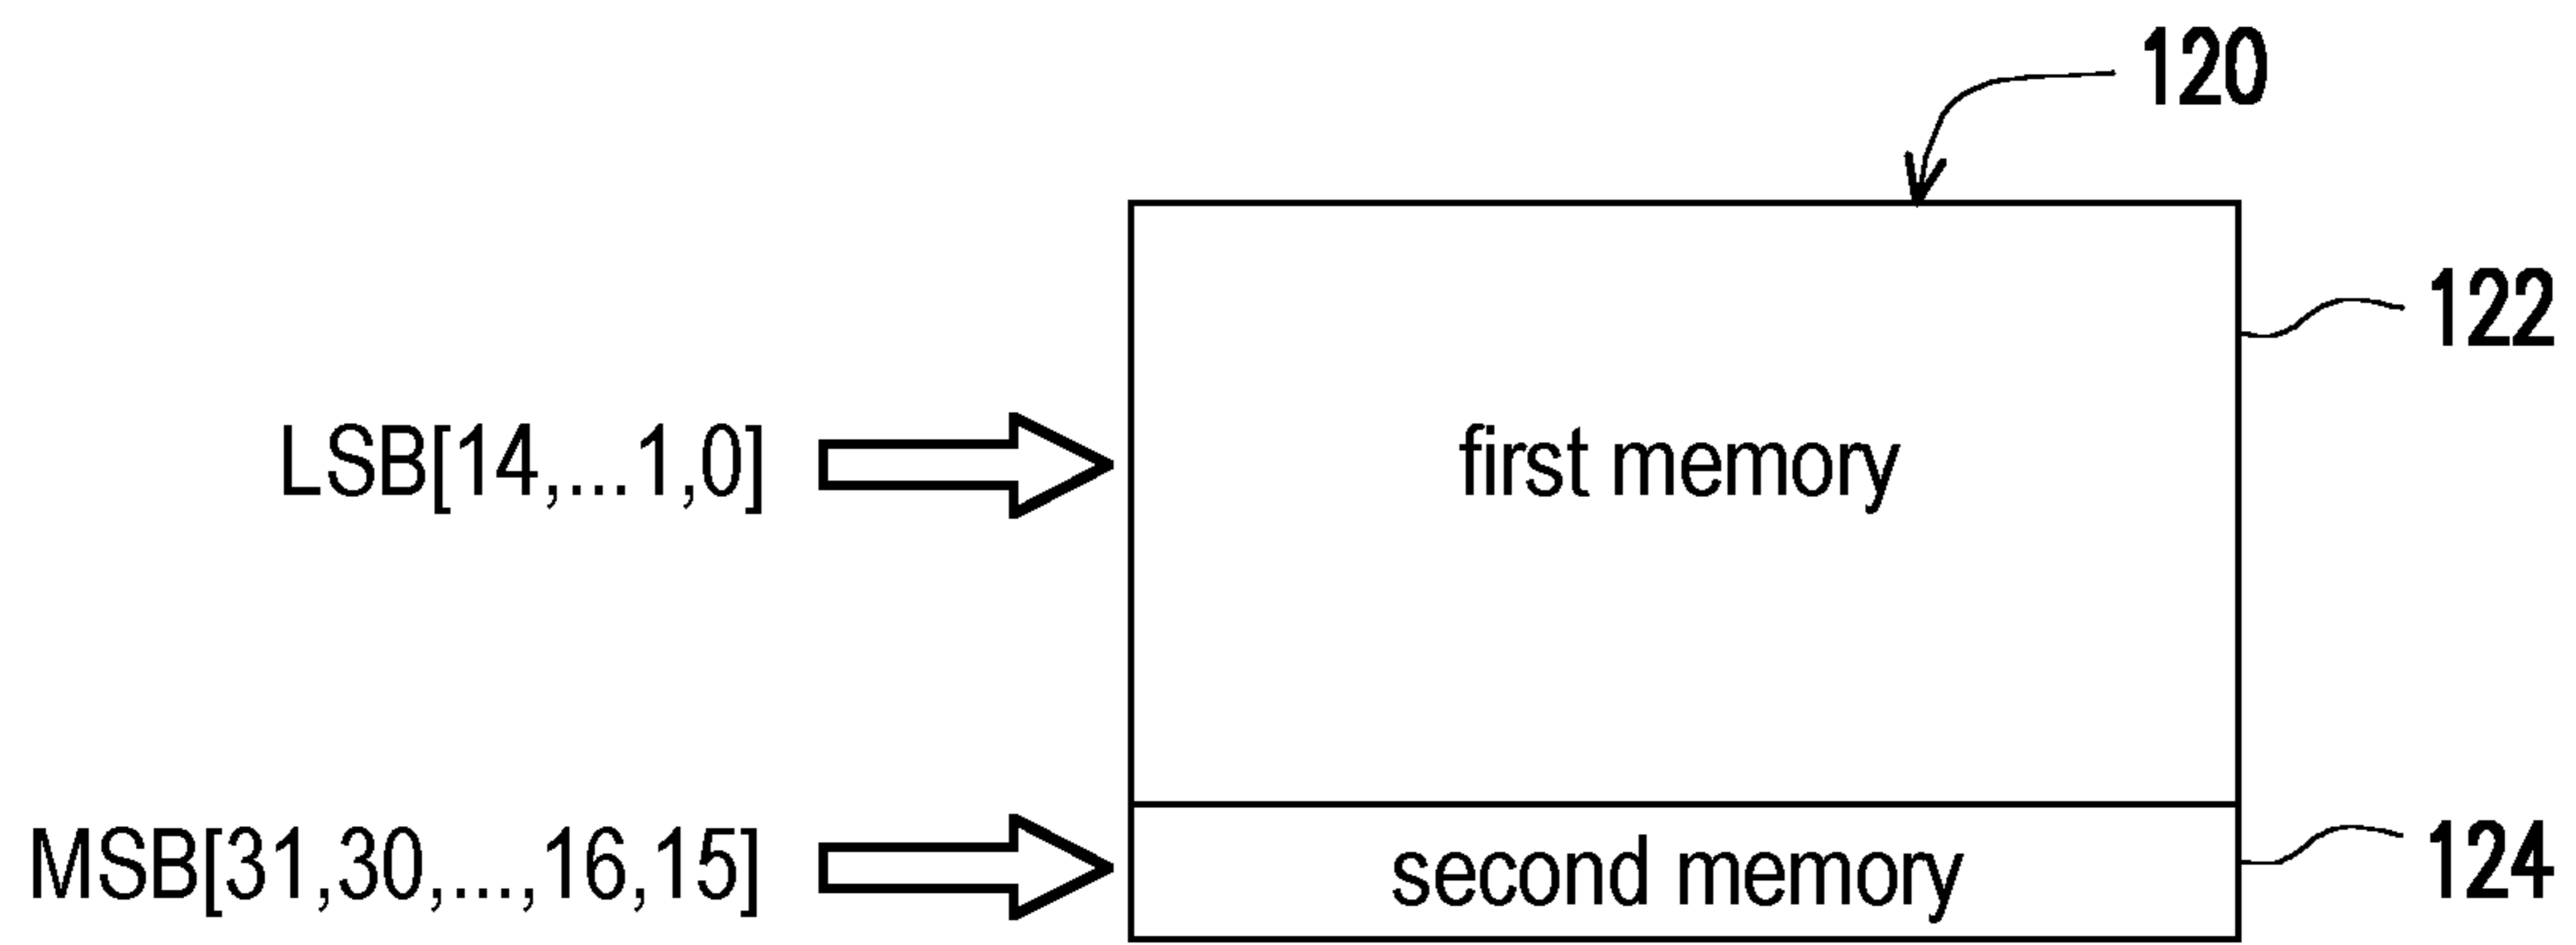 120
122
LSB[14,...1,0]
first memory
MSB[31,30,...,16,15]
second memory
124